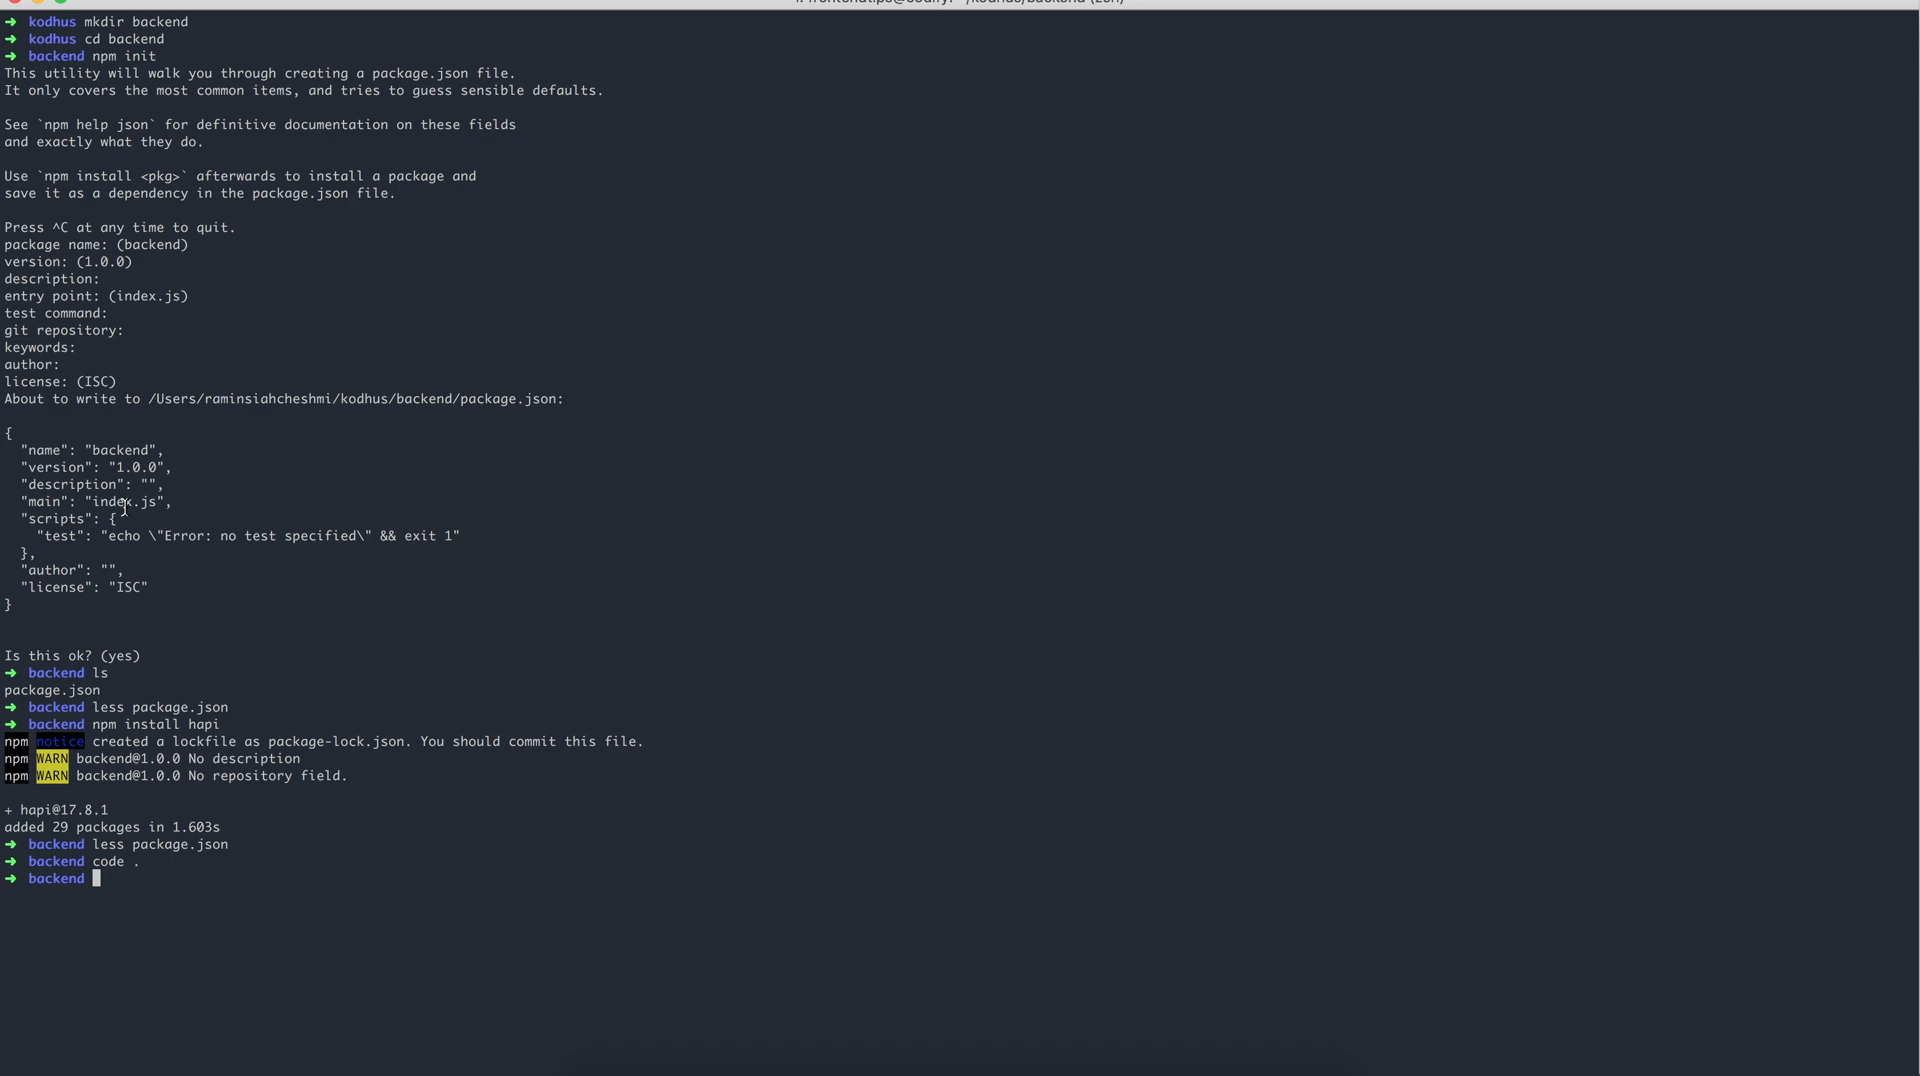 ➜ kodhus mkdir backend
➜ kodhus cd backend
➜ backend npm init
This utility will walk you through creating a package.json file.
It only covers the most common items, and tries to guess sensible defaults.
See `npm help json` for definitive documentation on these fields
and exactly what they do.
Use `npm install <pkg>` afterwards to install a package and
save it as a dependency in the package.json file.
Press ^C at any time to quit.
package name: (backend)
version: (1.0.0)
description:
entry point: (index.js)
test command:
git repository:
keywords:
author:
license: (ISC)
About to write to /Users/raminsiahcheshmi/kodhus/backend/package.json:
{
"name": "backend",
"version": "1.0.0",
"description": "",
"main": "index.js",
"scripts": {
"test": "echo \"Error: no test specified\" && exit 1"
},
"author": "",
"license": "ISC"
}
Is this ok? (yes)
➜ backend ls
package.json
➜ backend less package.json
➜ backend npm install hapi
npm notice created a lockfile as package-lock.json. You should commit this file.
npm WARN backend@1.0.0 No description
npm WARN backend@1.0.0 No repository field.
+ hapi@17.8.1
added 29 packages in 1.603s
➜ backend less package.json
➜ backend code .
➜ backend